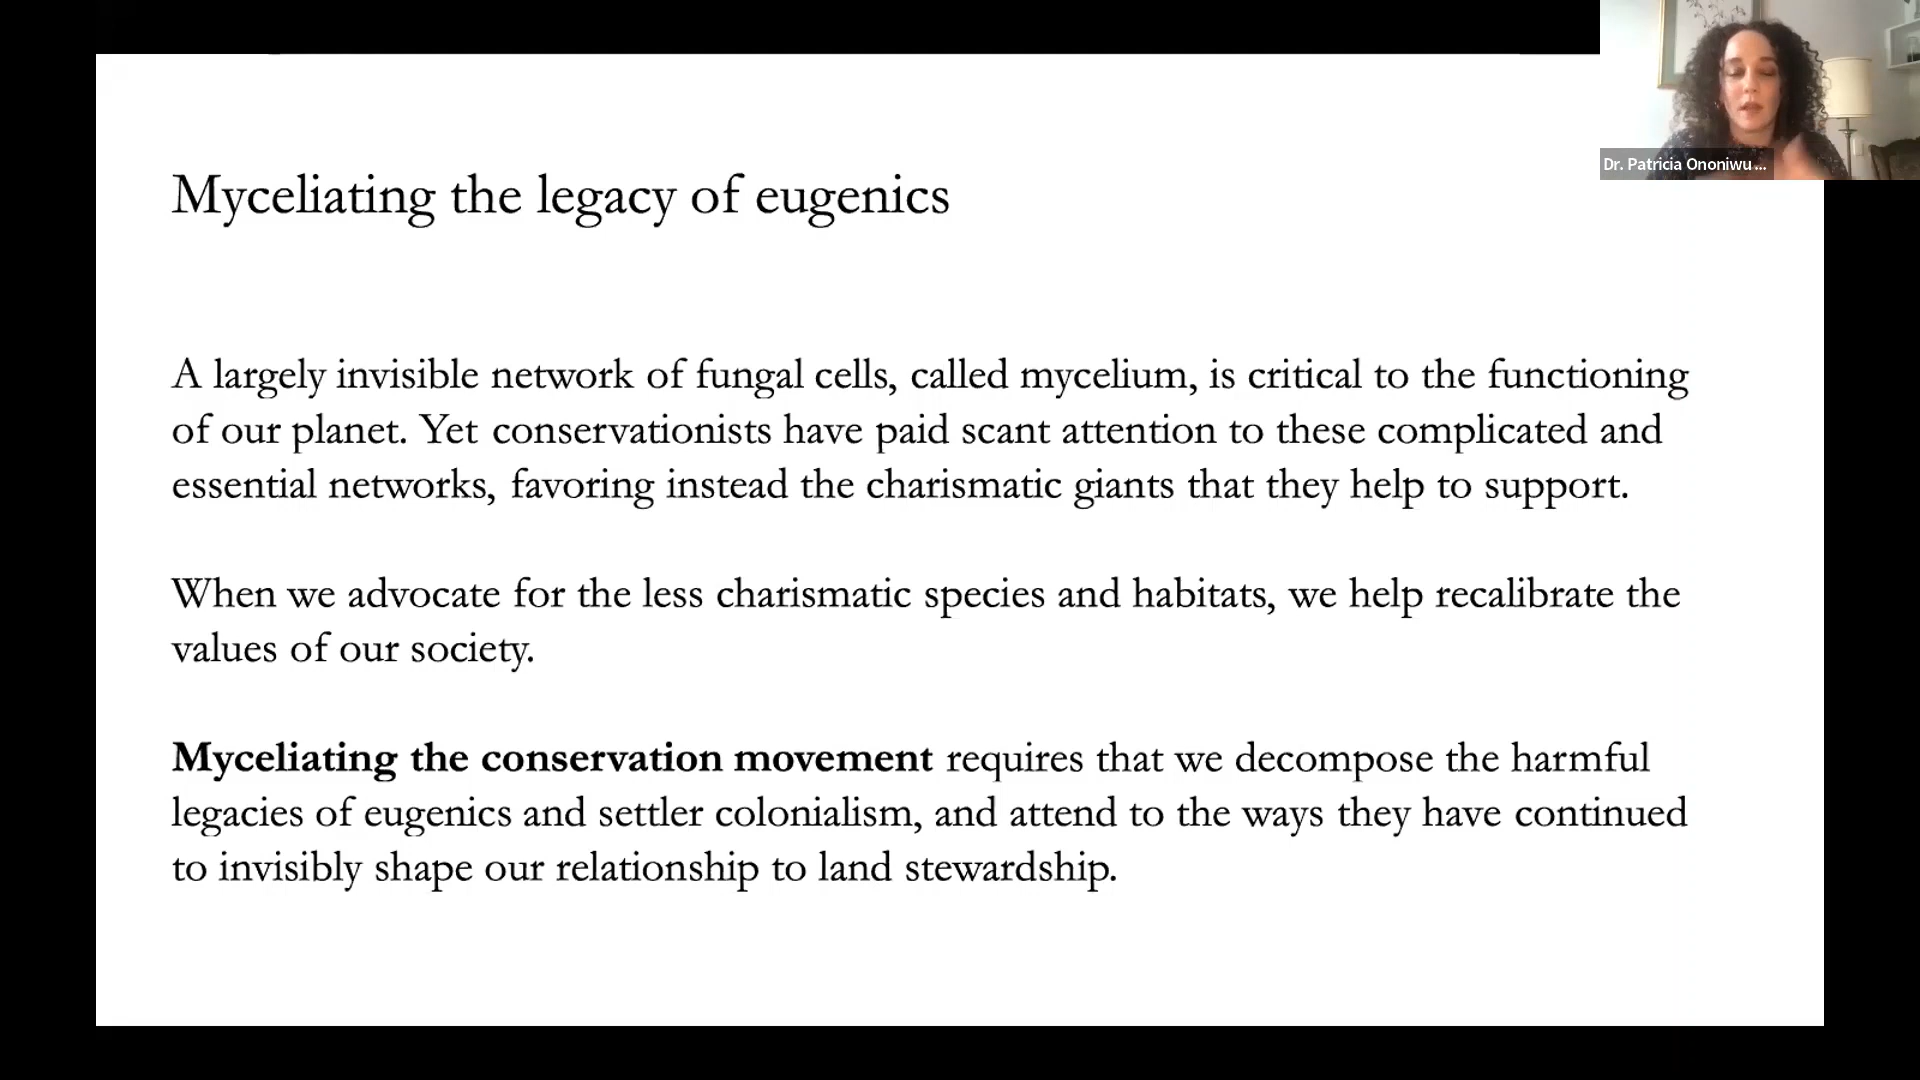 Dr. Patricia Ononiwu ...
Myceliating the legacy of eugenics
A largely invisible network of fungal cells, called mycelium, is critical to the functioning
of our planet. Yet conservationists have paid scant attention to these complicated and
essential networks, favoring instead the charismatic giants that they help to support.
When we advocate for the less charismatic species and habitats, we help recalibrate the
values of our society.
Myceliating the conservation movement requires that we decompose the harmful
legacies of eugenics and settler colonialism, and attend to the ways they have continued
to invisibly shape our relationship to land stewardship.